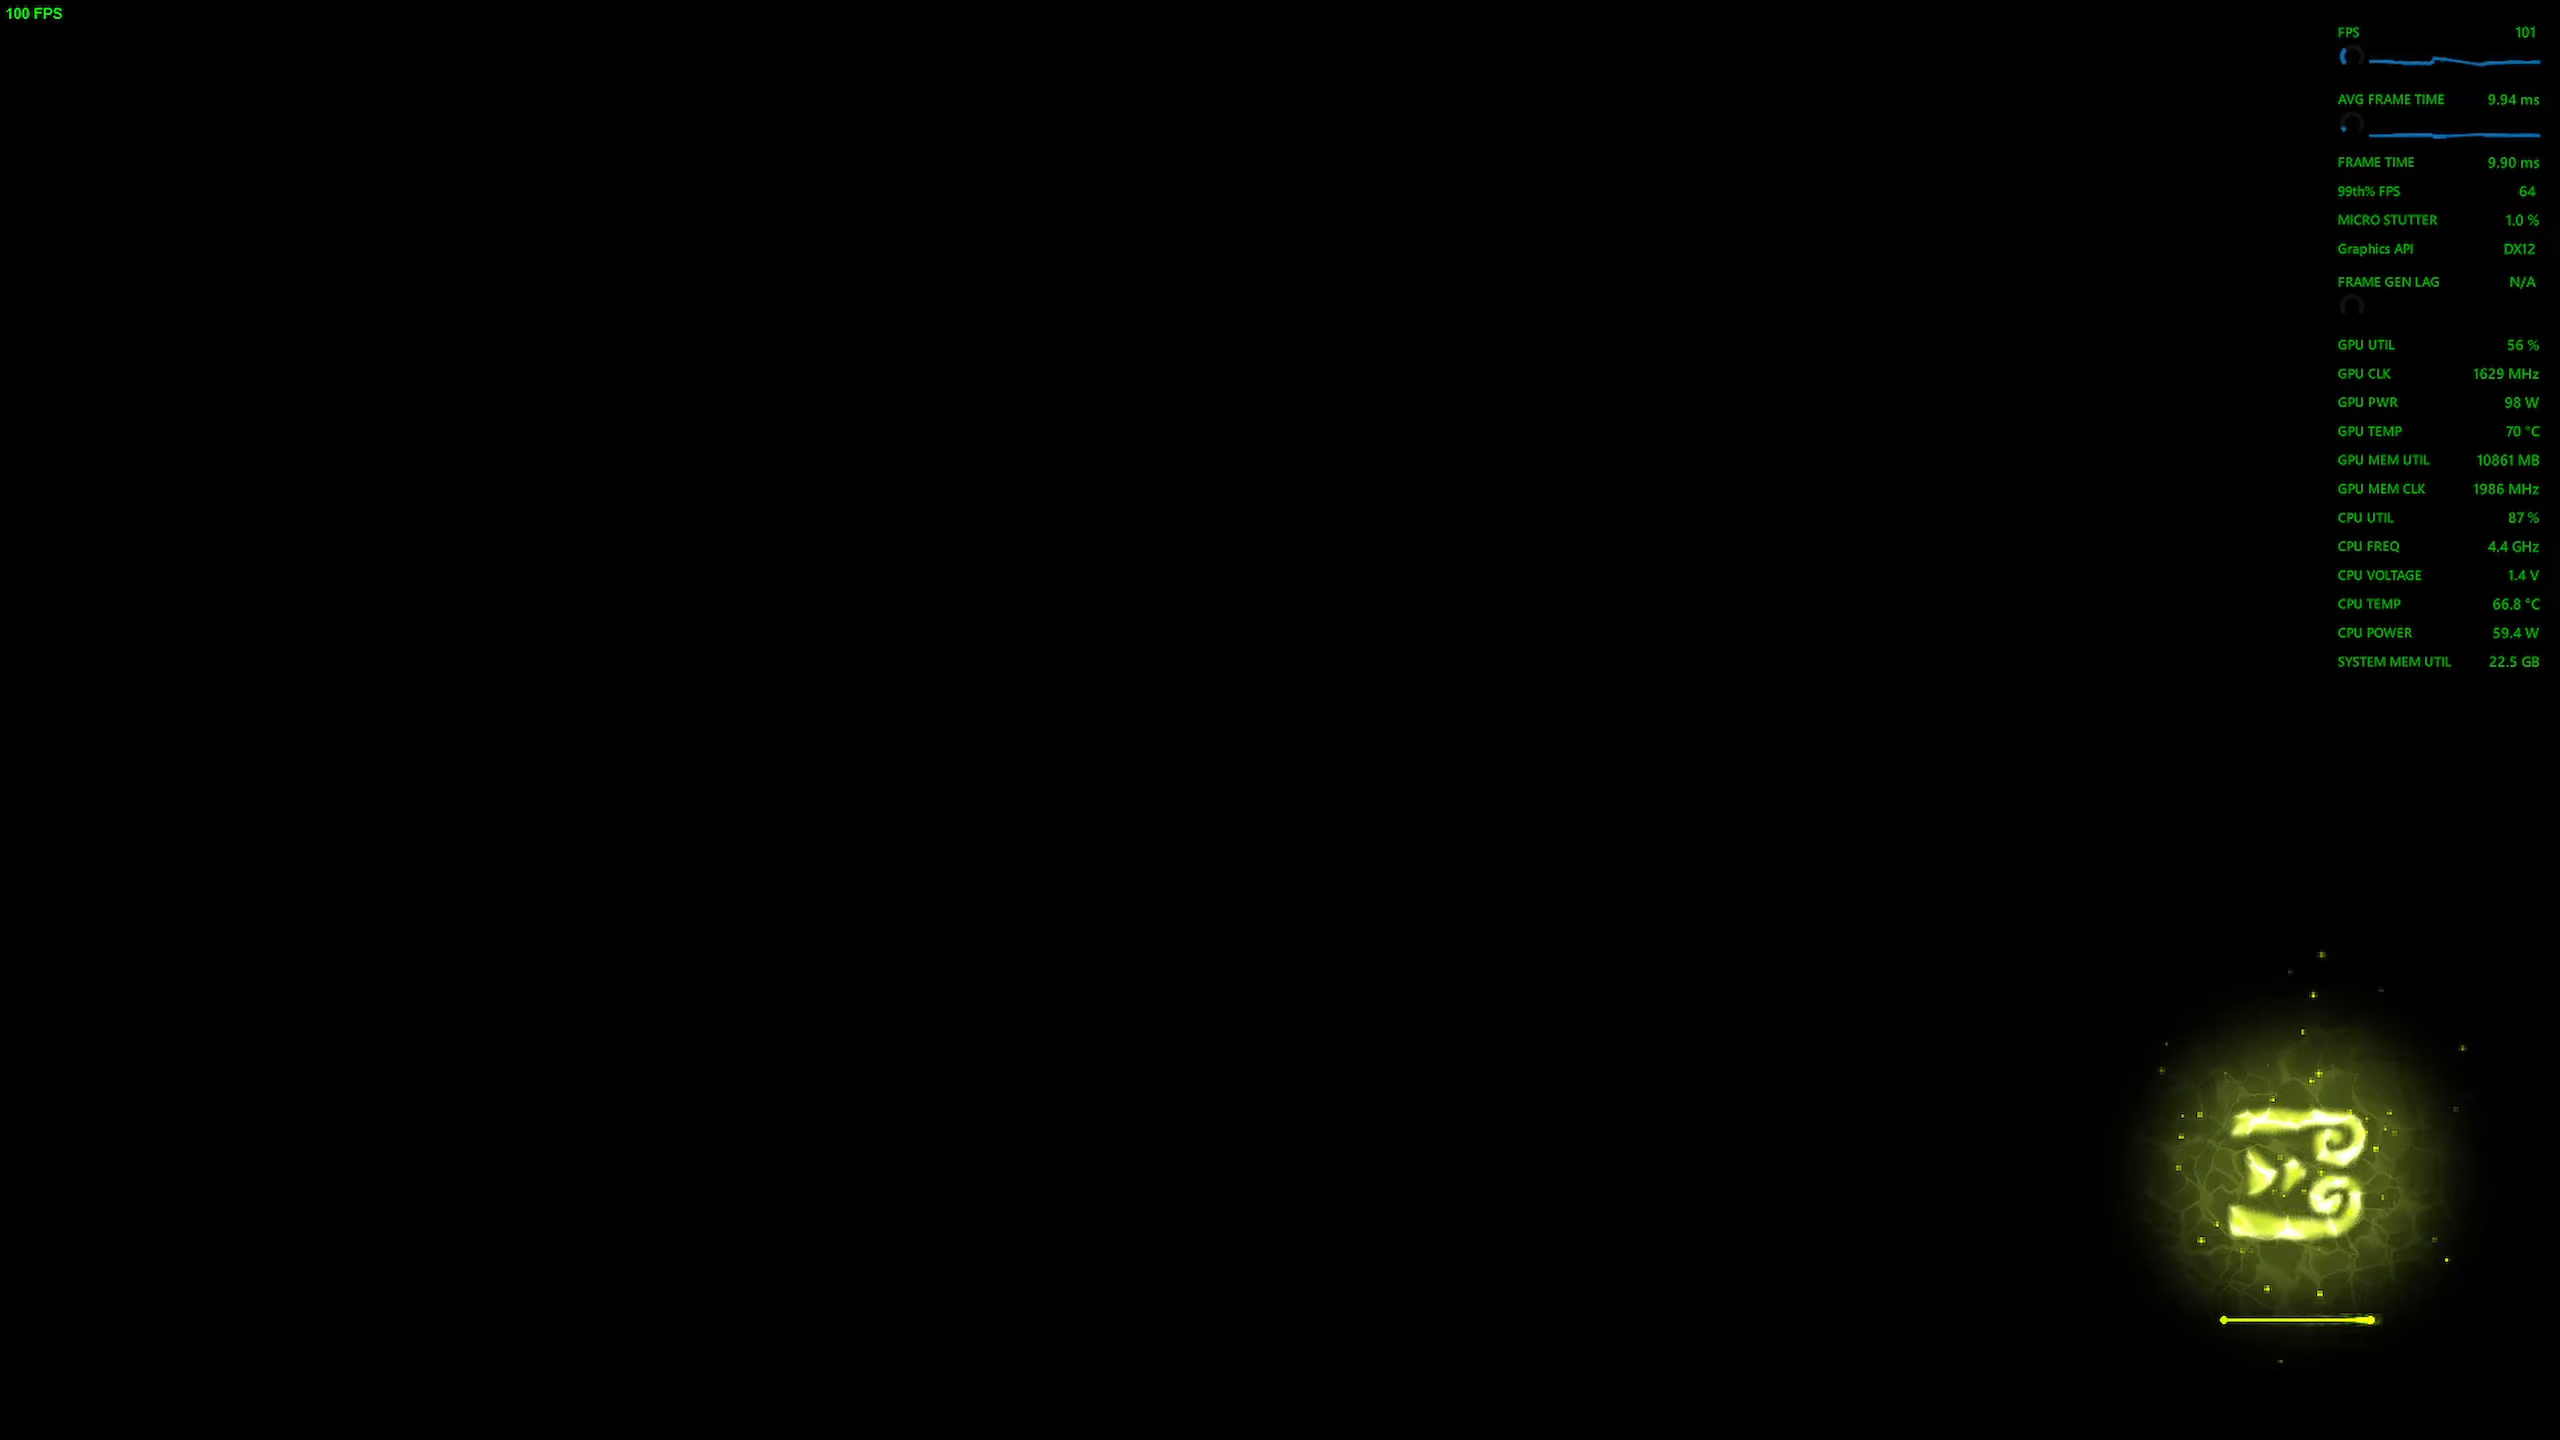 100 FPS
FPS 101
AVG FRAME TIME 9.94 ms
FRAME TIME 9.90 ms
99th% FPS 64
MICRO STUTTER 1.0 %
Graphics API DX12
FRAME GEN LAG N/A
GPU UTIL 56 %
GPU CLK 1629 MHz
GPU PWR 98 W
GPU TEMP 70 °C
GPU MEM UTIL 10861 MB
GPU MEM CLK 1986 MHz
CPU UTIL 87 %
CPU FREQ 4.4 GHz
CPU VOLTAGE 1.4 V
CPU TEMP 66.8 °C
CPU POWER 59.4 W
SYSTEM MEM UTIL 22.5 GB